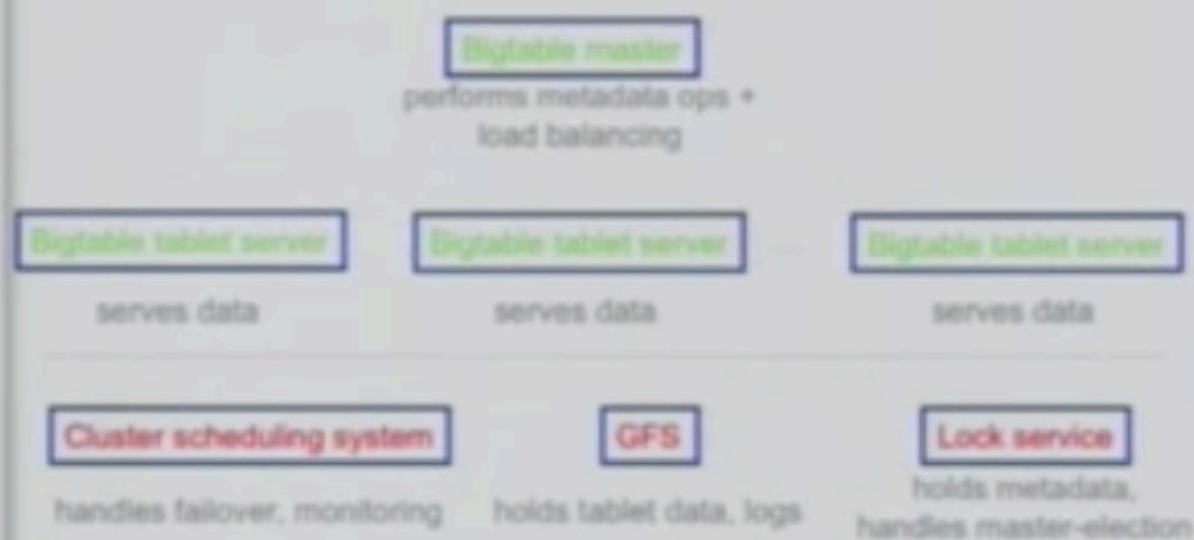 Bigtable master
performs metadata ops +
load balancing
Bigtable tablet server
Bigtable tablet server
...
Bigtable tablet server
serves data
serves data
serves data
Cluster scheduling system
GFS
Lock service
handles failover, monitoring
holds tablet data, logs
holds metadata,
handles master-election